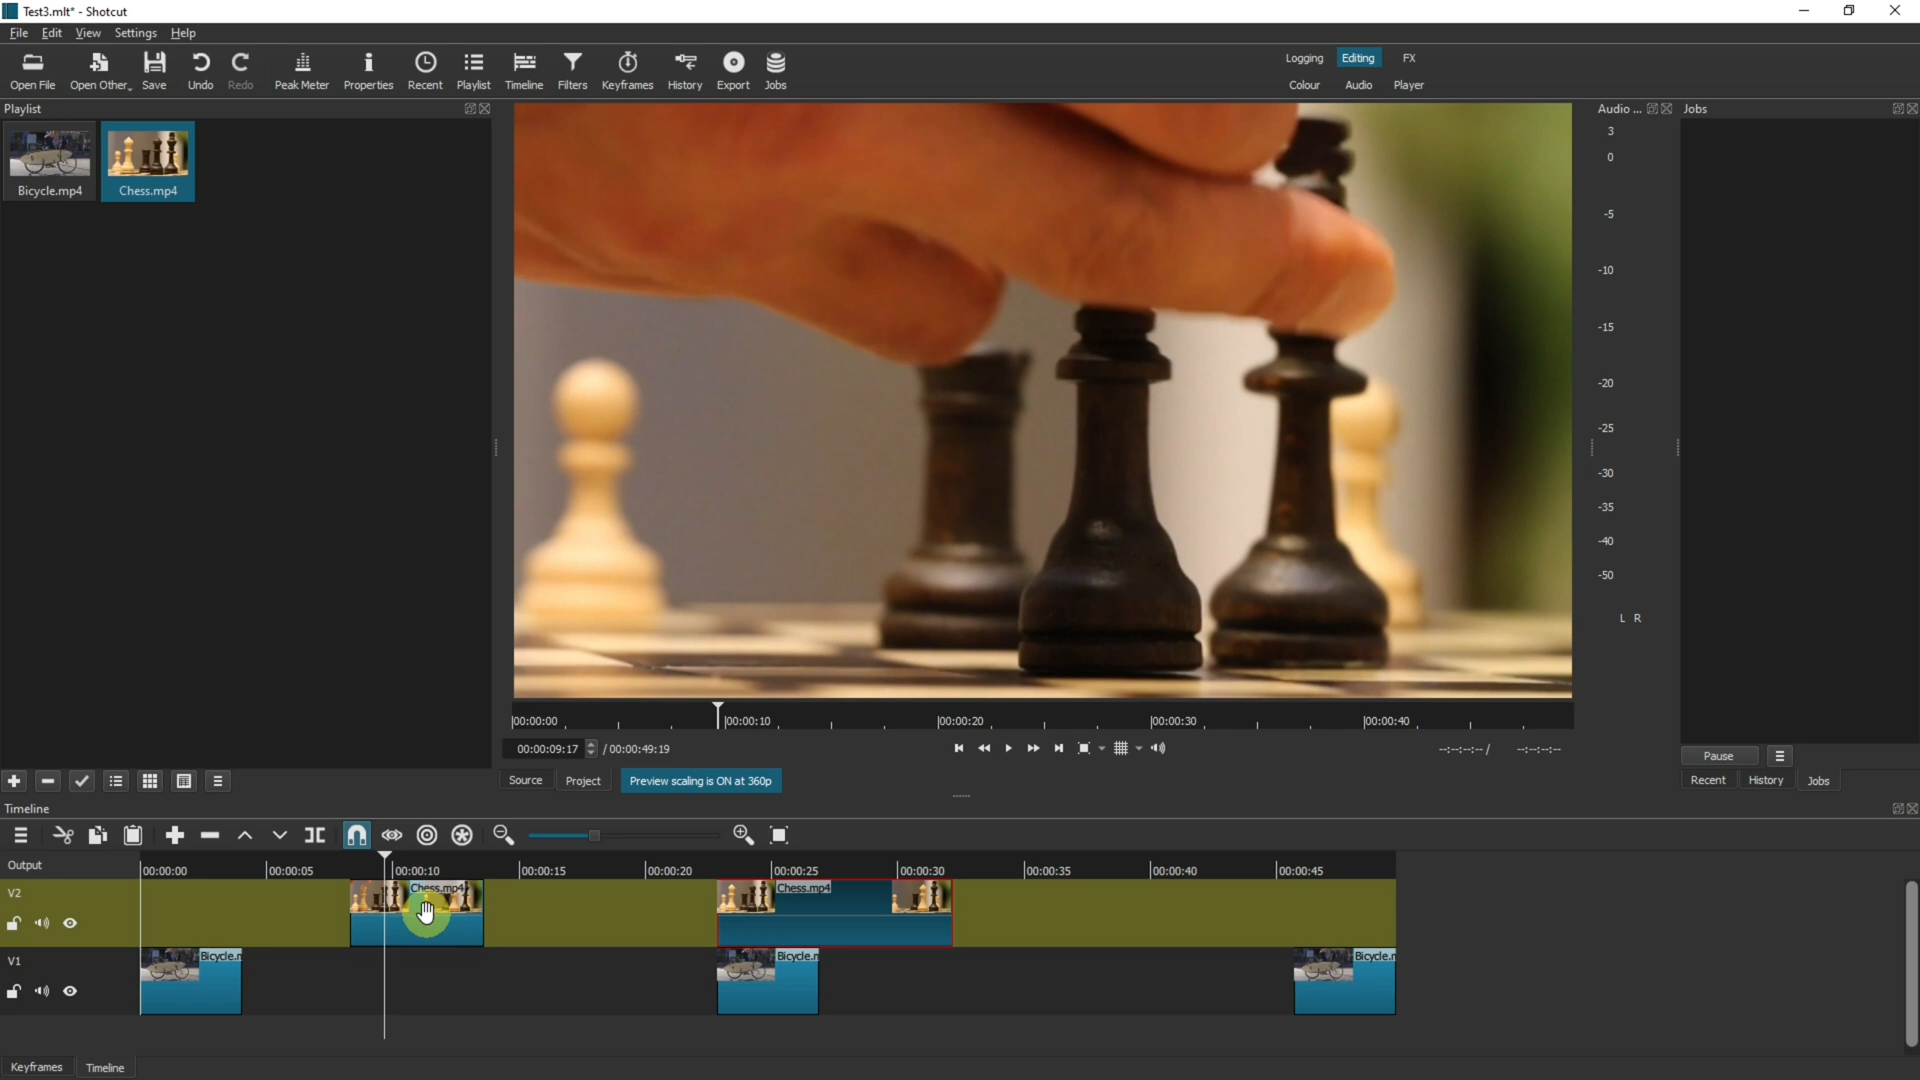 Test3.mlt* - Shotcut
File Edit View Settings Help
Open File Open Other Save Undo Redo Peak Meter Properties Recent Playlist Timeline Filters Keyframes History Export Jobs
Logging Editing FX
Colour Audio Player
Playlist
Audio ...
Jobs
Bicycle.mp4 Chess.mp4
3
0
-5
-10
-15
-20
-25
-30
-35
-40
-50
L R
00:00:00 00:00:10 00:00:20 00:00:30 00:00:40
00:00:09:17 / 00:00:49:19 --:--:--:-- / --:--:--:--
Source Project Preview scaling is ON at 360p
Pause
Recent History Jobs
Timeline
Output
00:00:00 00:00:05 00:00:10 00:00:15 00:00:20 00:00:25 00:00:30 00:00:35 00:00:40 00:00:45
V2
Chess.mp4 Chess.mp4
V1
Bicycle.n Bicycle.n Bicycle.n
Keyframes Timeline